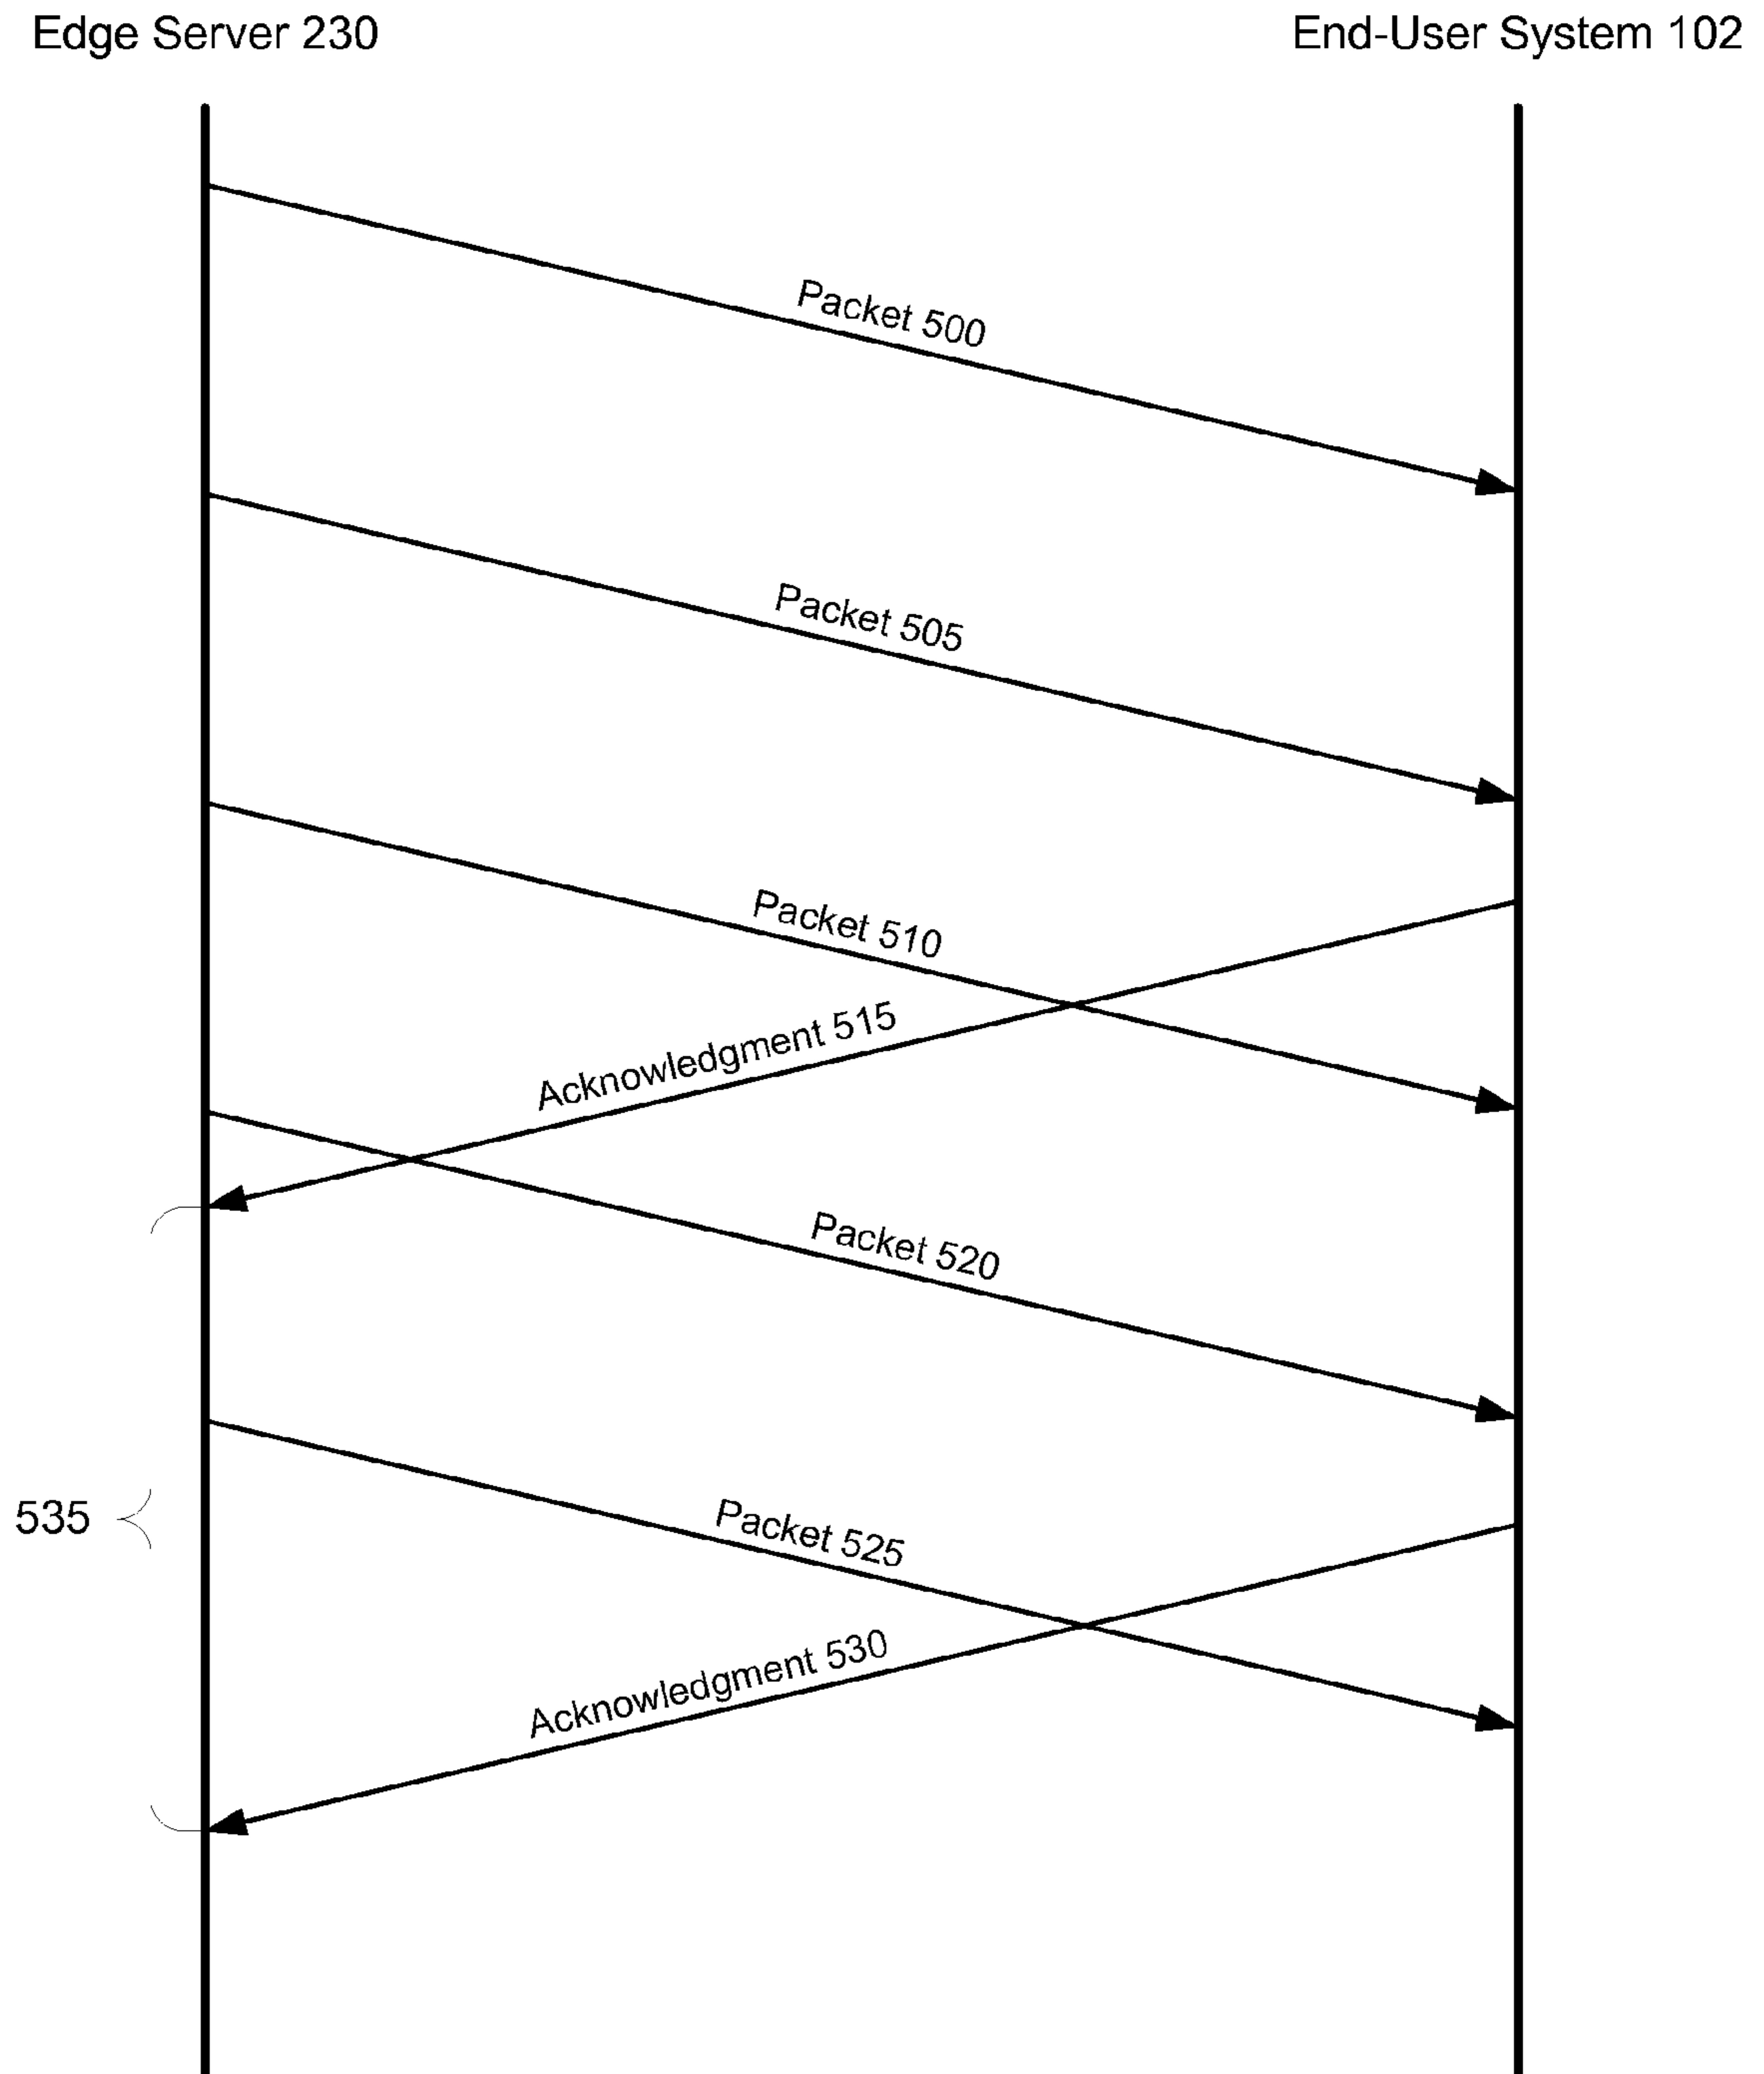 Edge Server 230
End-User System 102
Packet 500
Packet 505
Packet 510
Acknowledgment 515
Packet 520
535
Packet 525
Acknowledgment 530